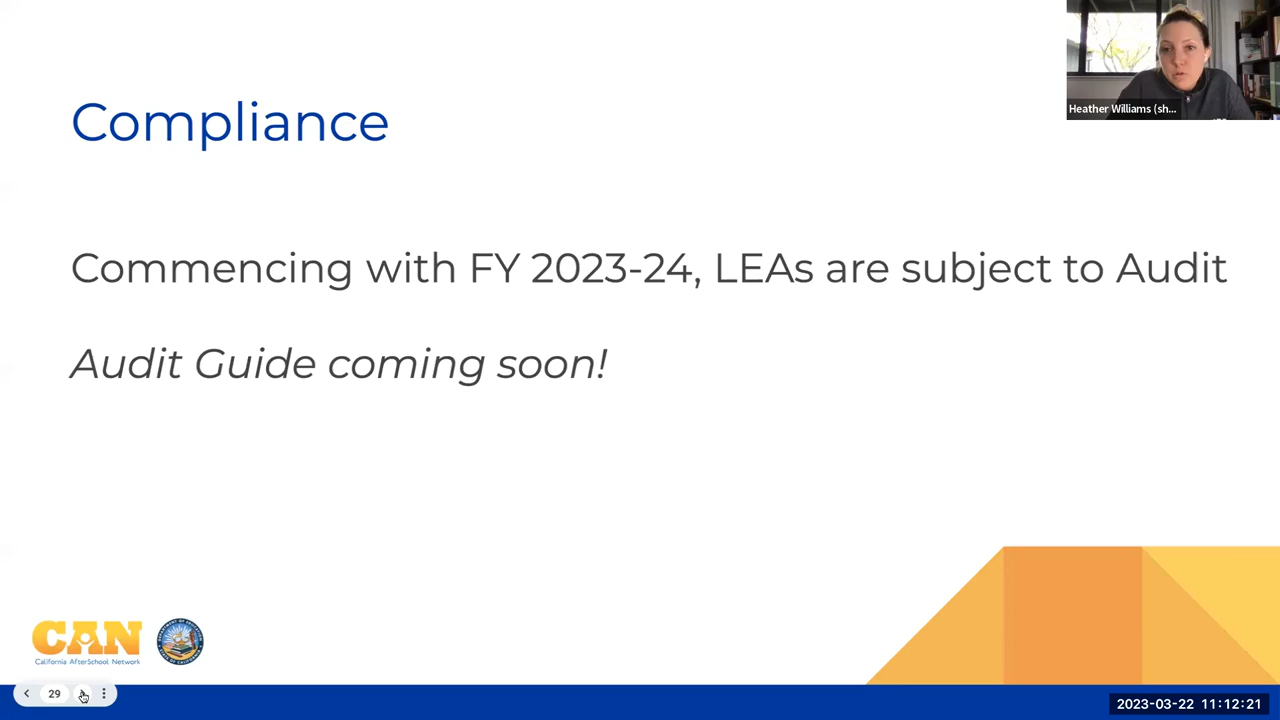 Compliance
Heather Williams (sh...
Commencing with FY 2023-24, LEAs are subject to Audit
Audit Guide coming soon!
CAN
California AfterSchool Network
29
2023-03-22 11:12:21